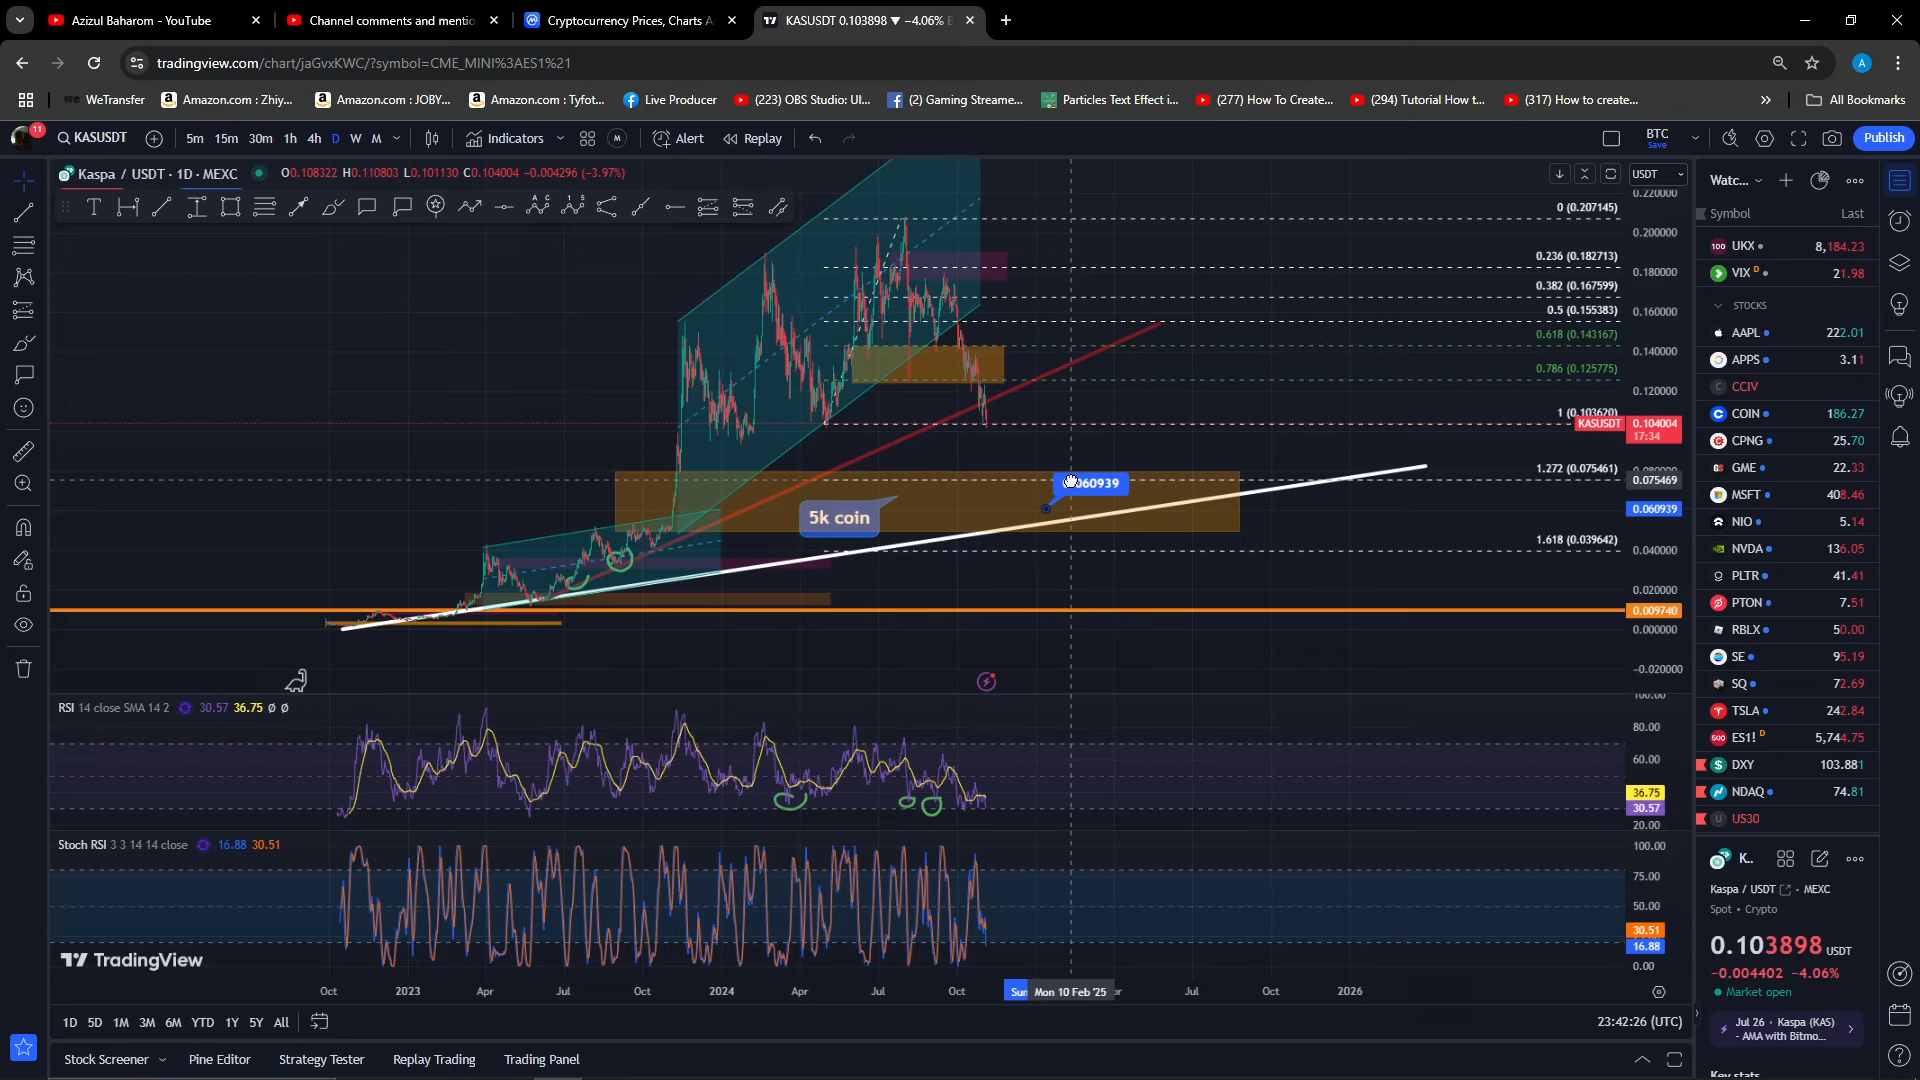 Azizul Baharom - YouTube
Channel comments and mentio
Cryptocurrency Prices, Charts A
KASUSDT 0.103898 ▼ −4.06%
tradingview.com/chart/jaGvxKWC/?symbol=CME_MINI%3AES1%21
A
WeTransfer
Amazon.com : Zhiy...
Amazon.com : JOBY...
Amazon.com : Tyfot...
Live Producer
(223) OBS Studio: Ul...
(2) Gaming Streame...
Particles Text Effect i...
(277) How To Create...
(294) Tutorial How t...
(317) How to create...
All Bookmarks
11
KASUSDT
5m 15m 30m 1h 4h D W M
Indicators
M
Alert
Replay
BTC
Save
Publish
Kaspa / USDT · 1D · MEXC
O0.108322 H0.110803 L0.101130 C0.104004 −0.004296 (−3.97%)
USDT
0 (0.207145)
0.236 (0.182713)
0.382 (0.167599)
0.5 (0.155383)
0.618 (0.143167)
0.786 (0.125775)
1 (0.103620)
1.272 (0.075461)
1.618 (0.039642)
0.220000
0.200000
0.180000
0.160000
0.140000
0.120000
KASUSDT 0.104004
17:34
0.080000
0.075469
0.060939
0.040000
0.020000
0.009740
0.000000
−0.020000
5k coin
060939
RSI 14 close SMA 14 2 30.57 36.75 ø ø
100.00
80.00
60.00
36.75
30.57
20.00
Stoch RSI 3 3 14 14 close 16.88 30.51
100.00
75.00
50.00
30.51
16.88
0.00
TradingView
Oct 2023 Apr Jul Oct 2024 Apr Jul Oct
Sun
Mon 10 Feb '25
Jul Oct 2026
1D 5D 1M 3M 6M YTD 1Y 5Y All
23:42:26 (UTC)
Stock Screener
Pine Editor
Strategy Tester
Replay Trading
Trading Panel
Watc...
Symbol Last
UKX 8,184.23
VIX D 21.98
STOCKS
AAPL 222.01
APPS 3.11
CCIV
COIN 186.27
CPNG 25.70
GME 22.33
MSFT 408.46
NIO 5.14
NVDA 136.05
PLTR 41.41
PTON 7.51
RBLX 50.00
SE 95.19
SQ 72.69
TSLA 242.84
ES1! D 5,744.75
DXY 103.881
NDAQ 74.81
US30
K..
Kaspa / USDT · MEXC
Spot • Crypto
0.103898 USDT
−0.004402 −4.06%
Market open
Jul 26 · Kaspa (KAS)
- AMA with Bitmo...
Key stats